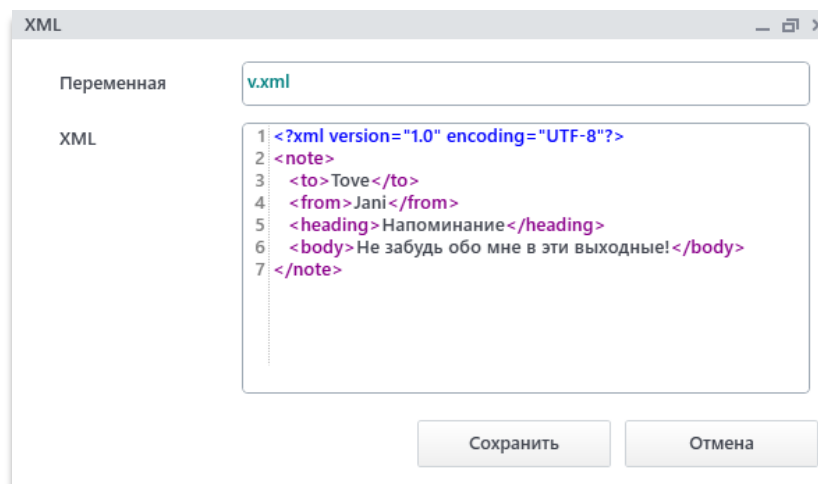 XML
Переменная v.xml
XML
1 <?xml version="1.0" encoding="UTF-8"?>
2 <note>
3 <to>Tove</to>
4 <from>Jani</from>
5 <heading>Напоминание</heading>
6 <body>Не забудь обо мне в эти выходные!</body>
7 </note>
Сохранить Отмена